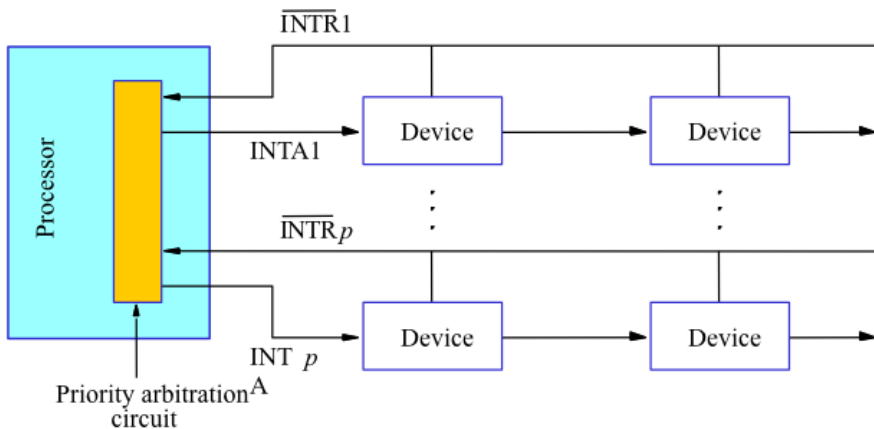 INTR1
Device
Device
INTA1
Processor
INTRp
Device
Device
INT p
A
Priority arbitration
circuit